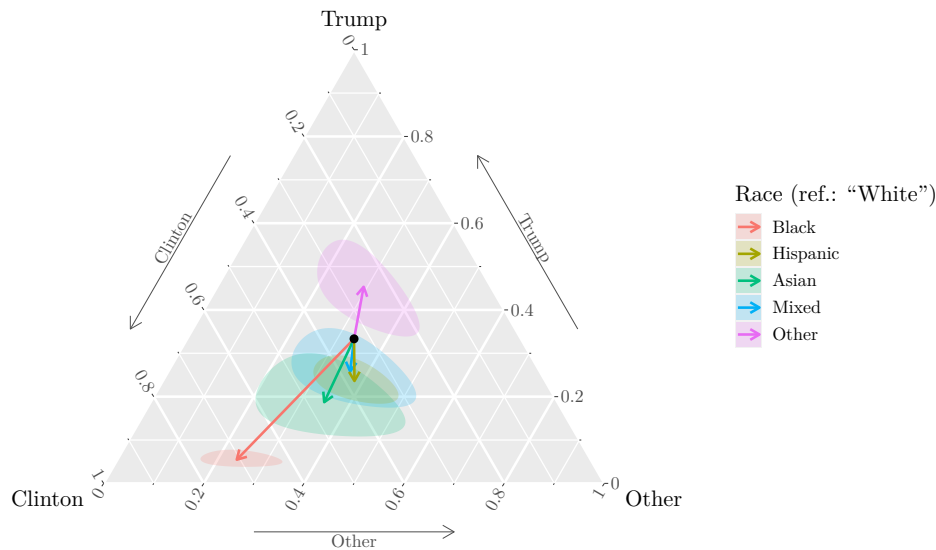 Trump
0
1
0.2
0.8
0.4
0.6
Clinton
Trump
0.6
0.4
0.8
0.2
1
0
0
0.2
0.4
0.6
0.8
1
Clinton
Other
Other
Race (ref.: “White”)
Black
Hispanic
Asian
Mixed
Other